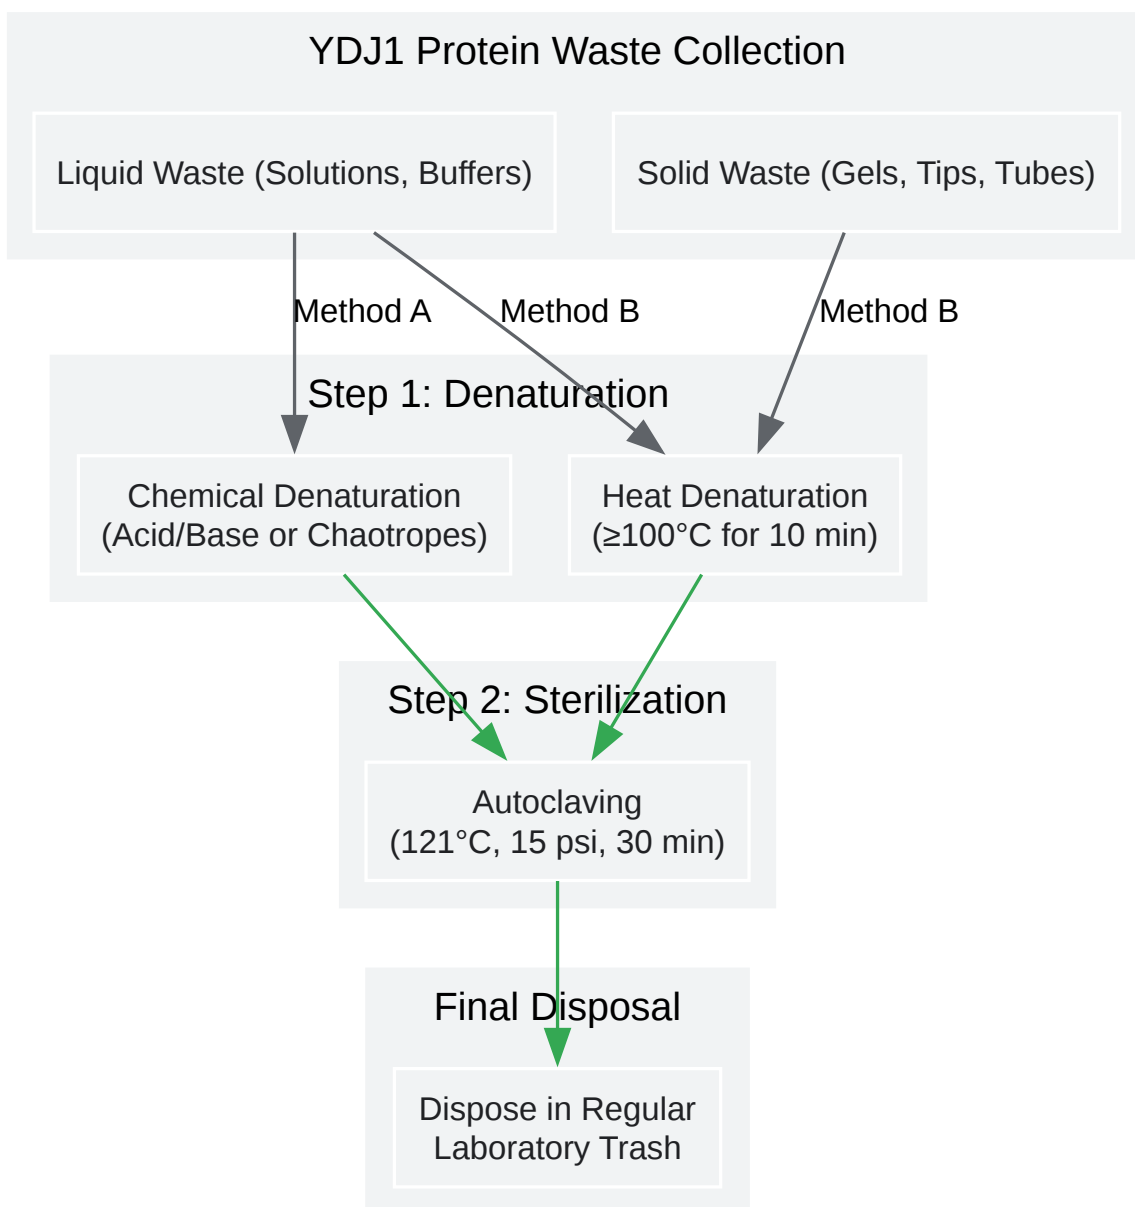 YDJ1 Protein Waste Collection
Liquid Waste (Solutions, Buffers)
Solid Waste (Gels, Tips, Tubes)
Method A
Method B
Method B
Step 1: Denaturation
Chemical Denaturation
(Acid/Base or Chaotropes)
Heat Denaturation
(≥100°C for 10 min)
Step 2: Sterilization
Autoclaving
(121°C, 15 psi, 30 min)
Final Disposal
Dispose in Regular
Laboratory Trash